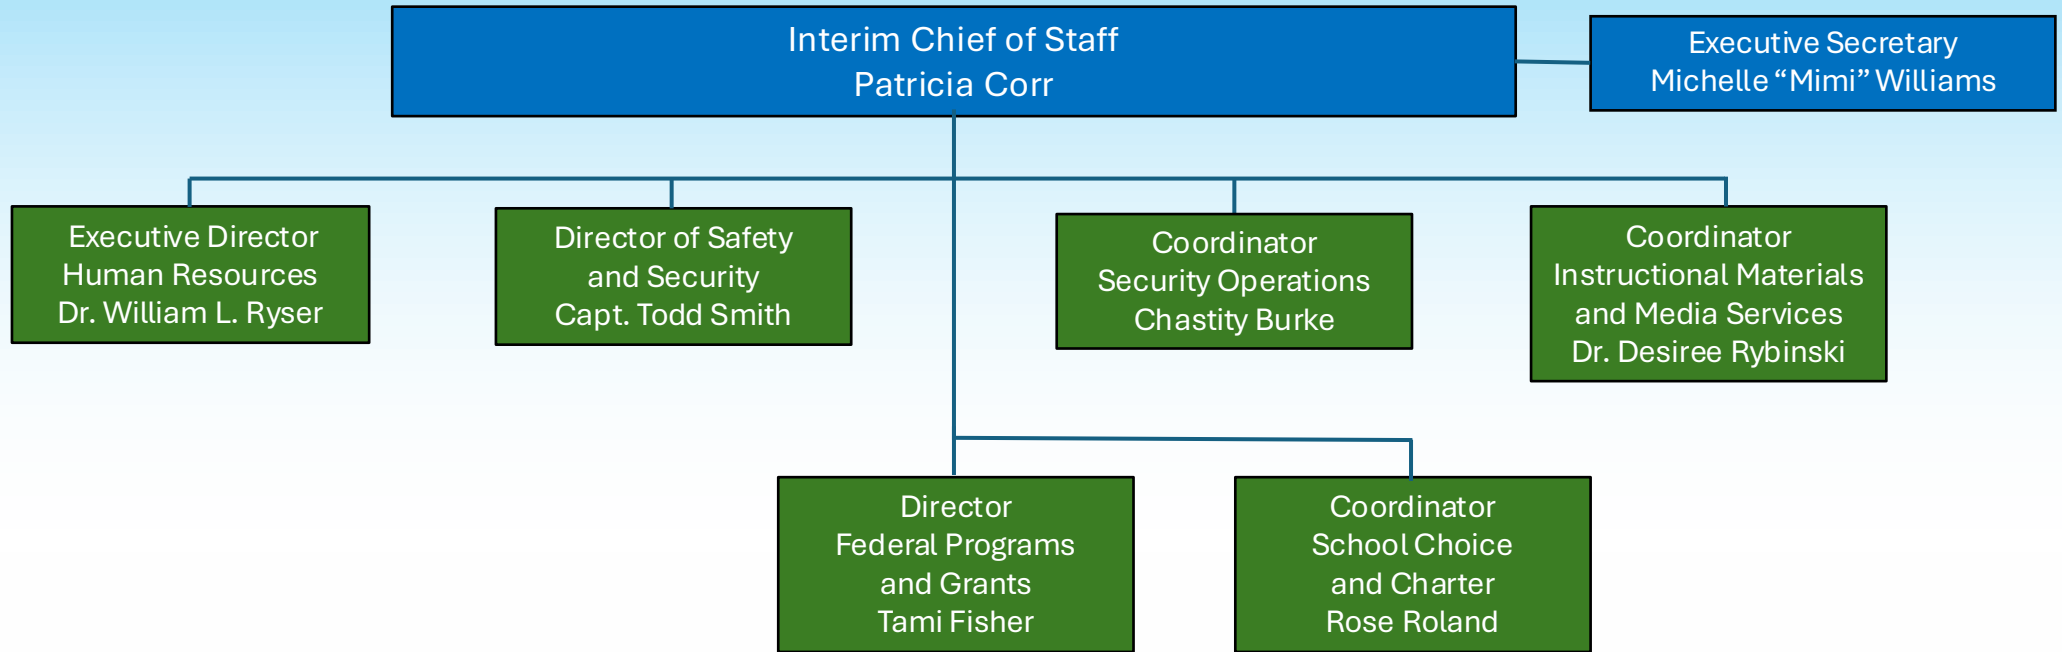 Interim Chief of Staff
Patricia Corr
Executive Secretary
Michelle “Mimi” Williams
Executive Director
Human Resources
Dr. William L. Ryser
Director of Safety
and Security
Capt. Todd Smith
Coordinator
Security Operations
Chastity Burke
Coordinator
Instructional Materials
and Media Services
Dr. Desiree Rybinski
Director
Federal Programs
and Grants
Tami Fisher
Coordinator
School Choice
and Charter
Rose Roland